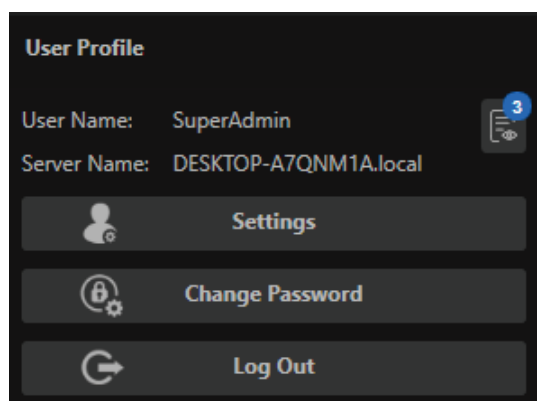 User Profile
User Name: SuperAdmin
3
Server Name: DESKTOP-A7QNM1A.local
Settings
Change Password
Log Out